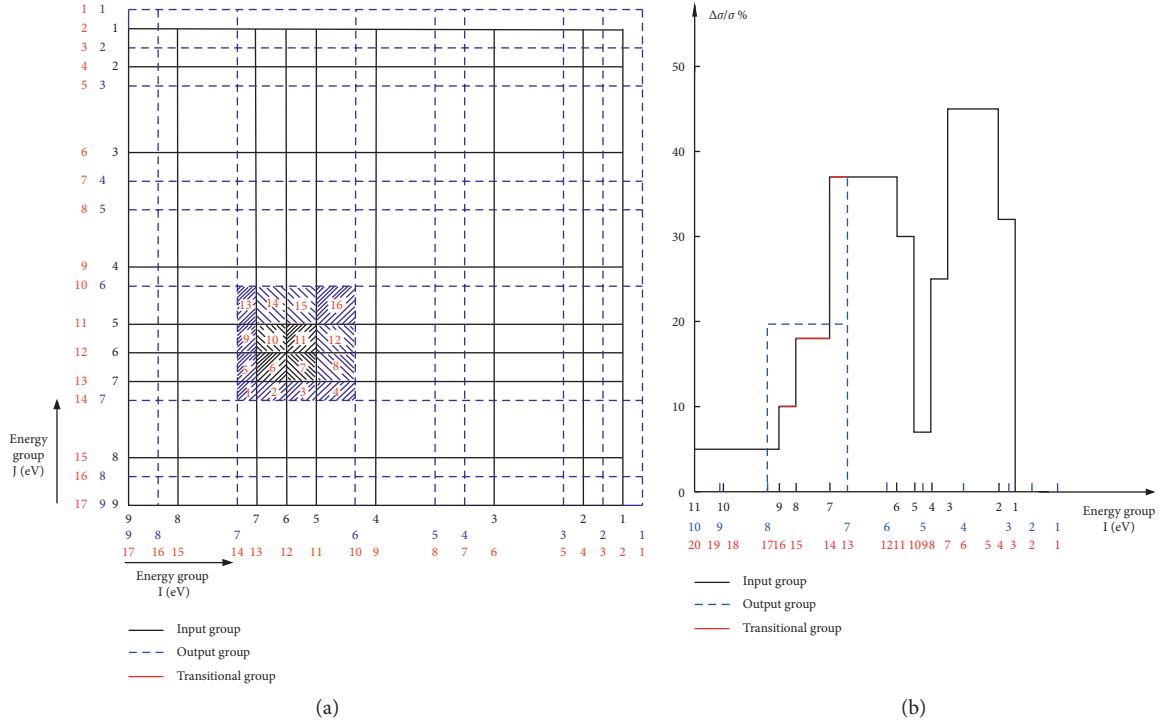 1 1
2 1
3 2
4 2
5 3
6 3
7 4
8 5
9 4
10 6
11 5
12 6
13 7
14 7
15 8
16 8
17 9 9
13 14 15 16
9 10 11 12
5 6 7 8
1 2 3 4
Energy
group
J (eV)
9 8 7 6 5 4 3 2 1
9 8 7 6 5 4 3 2 1
17 16 15 14 13 12 11 10 9 8 7 6 5 4 3 2 1
Energy group
I (eV)
Input group
Output group
Transitional group
(a)
Δσ/σ %
50
40
30
20
10
0
11 10 9 8 7 6 5 4 3 2 1
Energy group
I (eV)
10 9 8 7 6 5 4 3 2 1
20 19 18 17 16 15 14 13 12 11 10 9 8 7 6 5 4 3 2 1
Input group
Output group
Transitional group
(b)